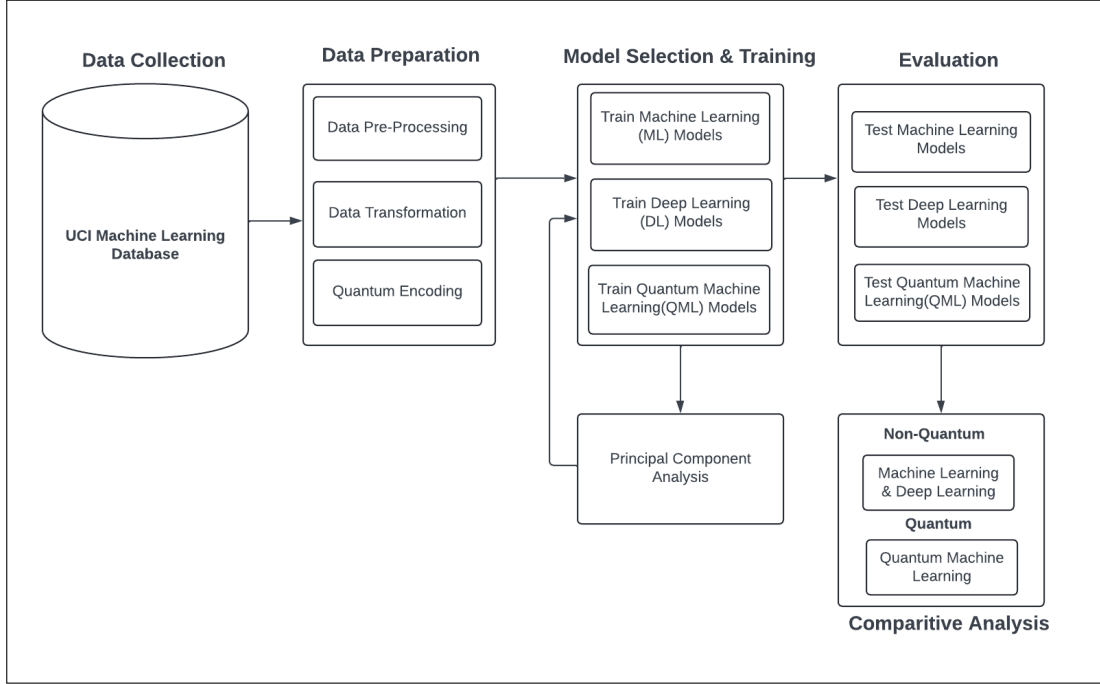 Data Collection
UCI Machine Learning
Database
Data Preparation
Data Pre-Processing
Data Transformation
Quantum Encoding
Model Selection & Training
Train Machine Learning
(ML) Models
Train Deep Learning
(DL) Models
Train Quantum Machine
Learning(QML) Models
Principal Component
Analysis
Evaluation
Test Machine Learning
Models
Test Deep Learning
Models
Test Quantum Machine
Learning(QML) Models
Non-Quantum
Machine Learning
& Deep Learning
Quantum
Quantum Machine
Learning
Comparitive Analysis